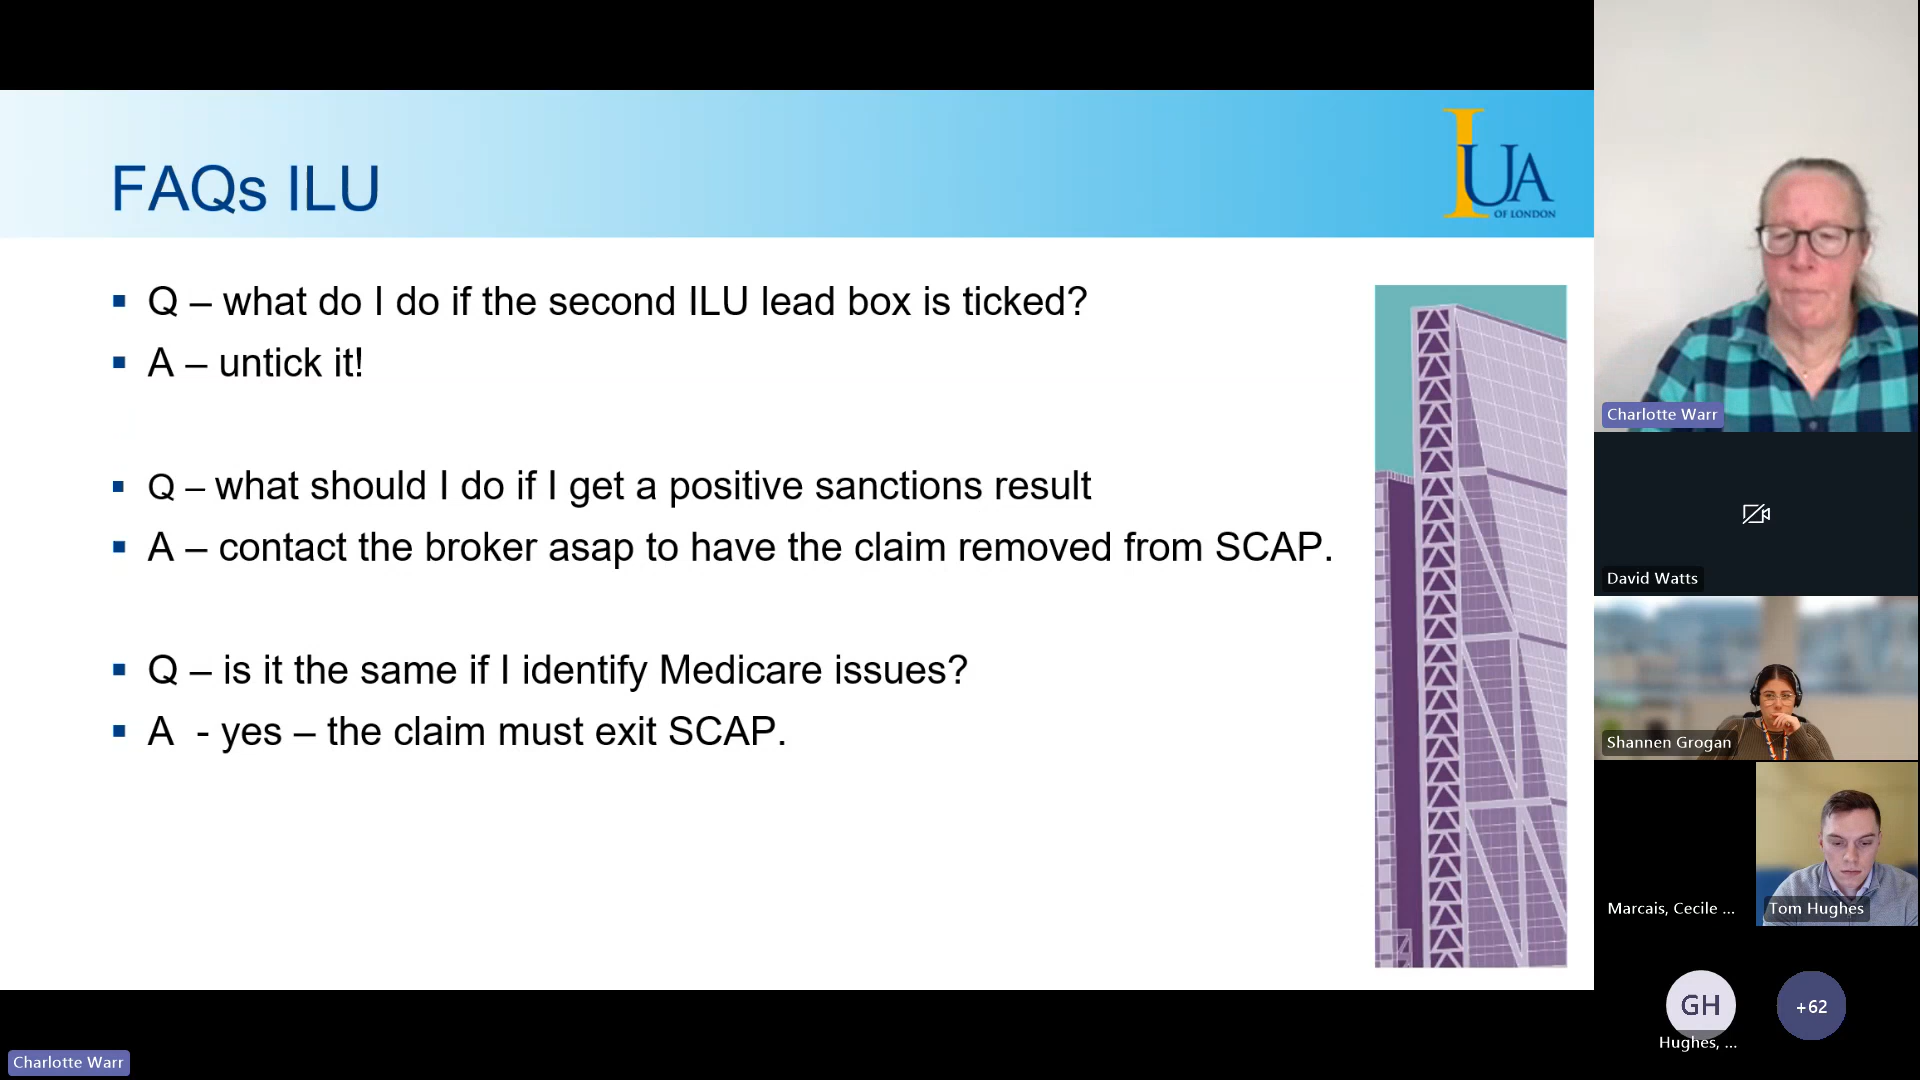 FAQs ILU
IUA
OF LONDON
▪ Q – what do I do if the second ILU lead box is ticked?
▪ A – untick it!
▪ Q – what should I do if I get a positive sanctions result
▪ A – contact the broker asap to have the claim removed from SCAP.
▪ Q – is it the same if I identify Medicare issues?
▪ A  - yes – the claim must exit SCAP.
Charlotte Warr
David Watts
Shannen Grogan
Marcais, Cecile ...
Tom Hughes
GH
+62
Hughes, ...
Charlotte Warr